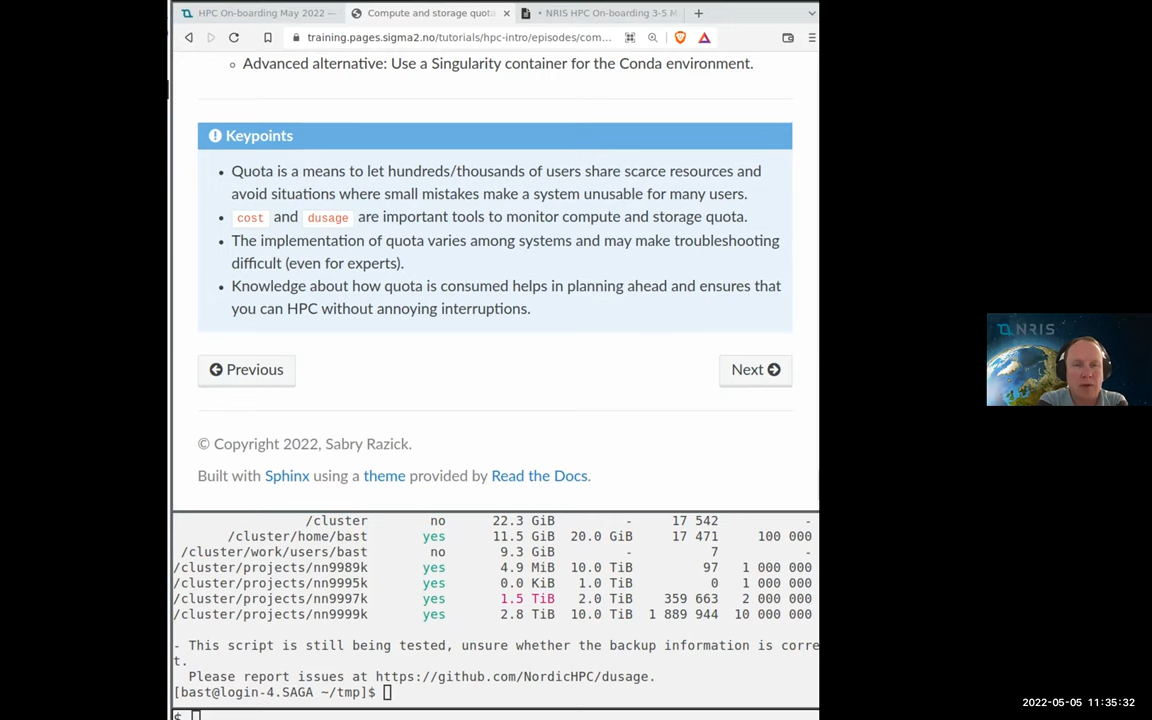 HPC On-boarding May 2022 —
Compute and storage quota
NRIS HPC On-boarding 3-5 M
training.pages.sigma2.no/tutorials/hpc-intro/episodes/com...
Advanced alternative: Use a Singularity container for the Conda environment.
Keypoints
• Quota is a means to let hundreds/thousands of users share scarce resources and
avoid situations where small mistakes make a system unusable for many users.
• cost and dusage are important tools to monitor compute and storage quota.
• The implementation of quota varies among systems and may make troubleshooting
difficult (even for experts).
• Knowledge about how quota is consumed helps in planning ahead and ensures that
you can HPC without annoying interruptions.
Previous
Next
© Copyright 2022, Sabry Razick.
Built with Sphinx using a theme provided by Read the Docs.
/cluster no 22.3 GiB - 17 542 -
/cluster/home/bast yes 11.5 GiB 20.0 GiB 17 471 100 000
/cluster/work/users/bast no 9.3 GiB - 7 -
/cluster/projects/nn9989k yes 4.9 MiB 10.0 TiB 97 1 000 000
/cluster/projects/nn9995k yes 0.0 KiB 1.0 TiB 0 1 000 000
/cluster/projects/nn9997k yes 1.5 TiB 2.0 TiB 359 663 2 000 000
/cluster/projects/nn9999k yes 2.8 TiB 10.0 TiB 1 889 944 10 000 000
- This script is still being tested, unsure whether the backup information is corre
t.
Please report issues at https://github.com/NordicHPC/dusage.
[bast@login-4.SAGA ~/tmp]$
$
NRIS
2022-05-05 11:35:32